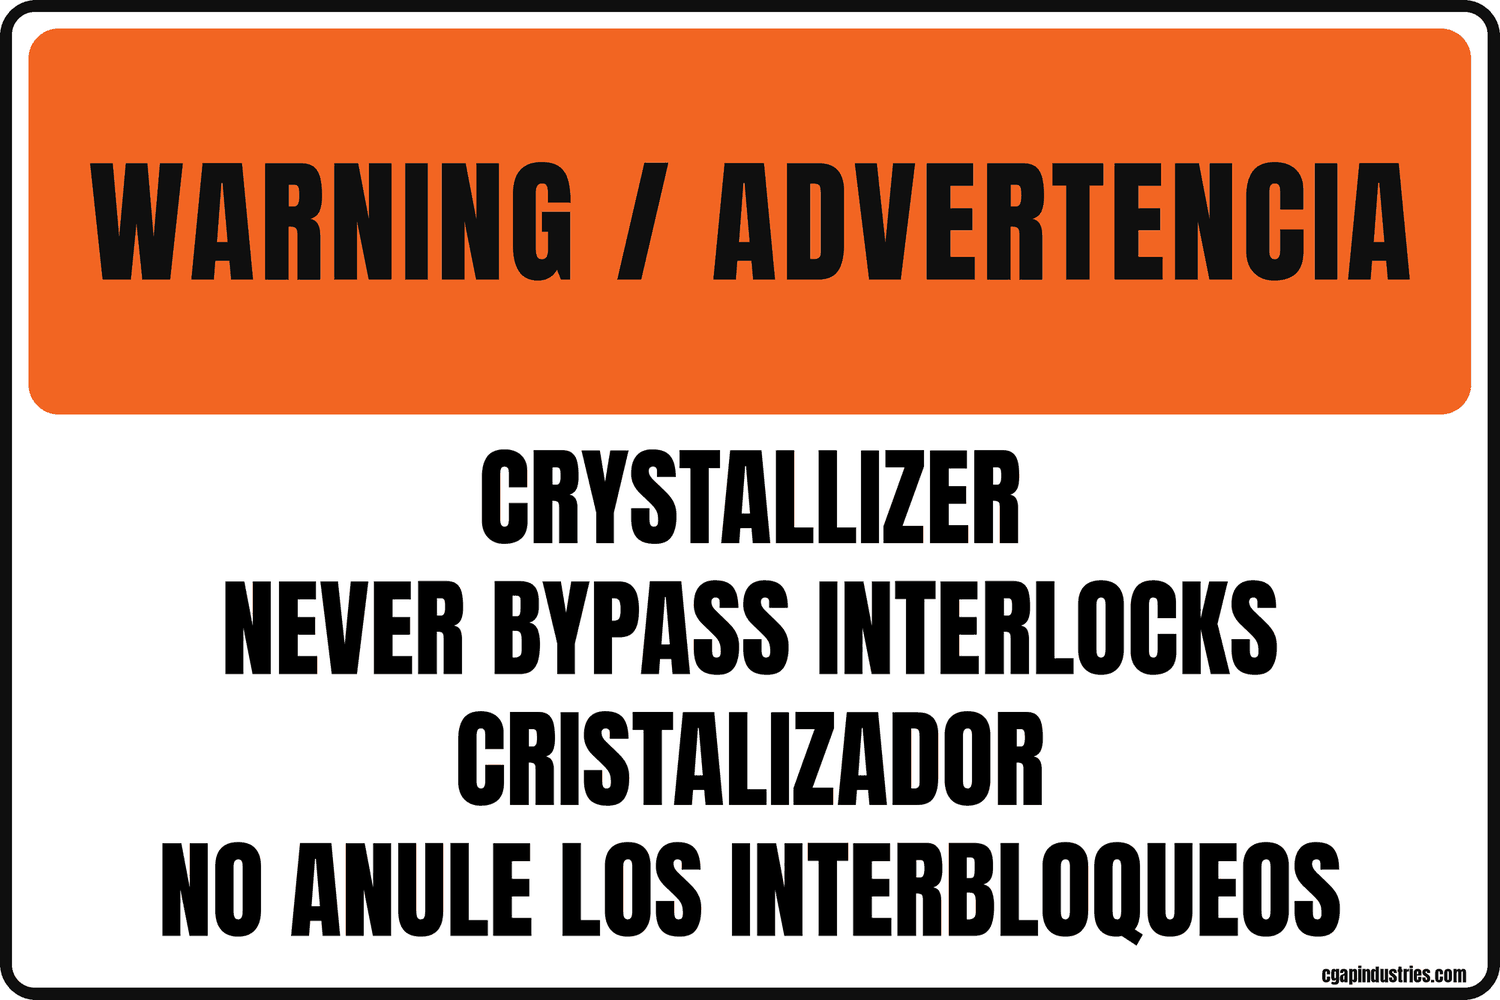 WARNING / ADVERTENCIA
CRYSTALLIZER
NEVER BYPASS INTERLOCKS
CRISTALIZADOR
NO ANULE LOS INTERBLOQUEOS
cgapindustries.com